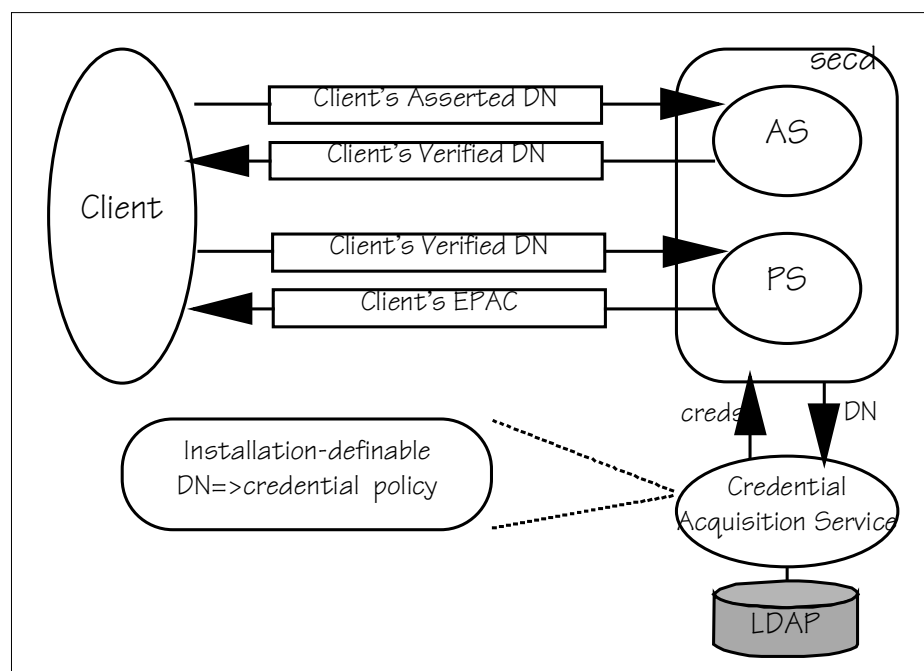 secd
Client's Asserted DN
AS
Client's Verified DN
Client
Client's Verified DN
PS
Client's EPAC
creds
DN
Installation-definable
DN=>credential policy
Credential
Acquisition Service
LDAP